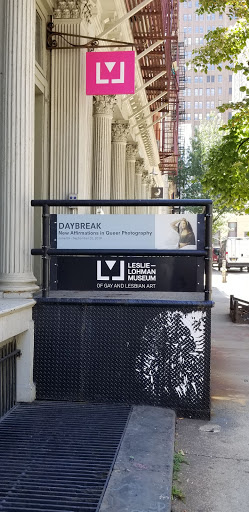 DAYBREAK
New Affirmations in Queer Photography
LESLIE-
LOHMAN
MUSEUM
OF GAY AND LESBIAN ART